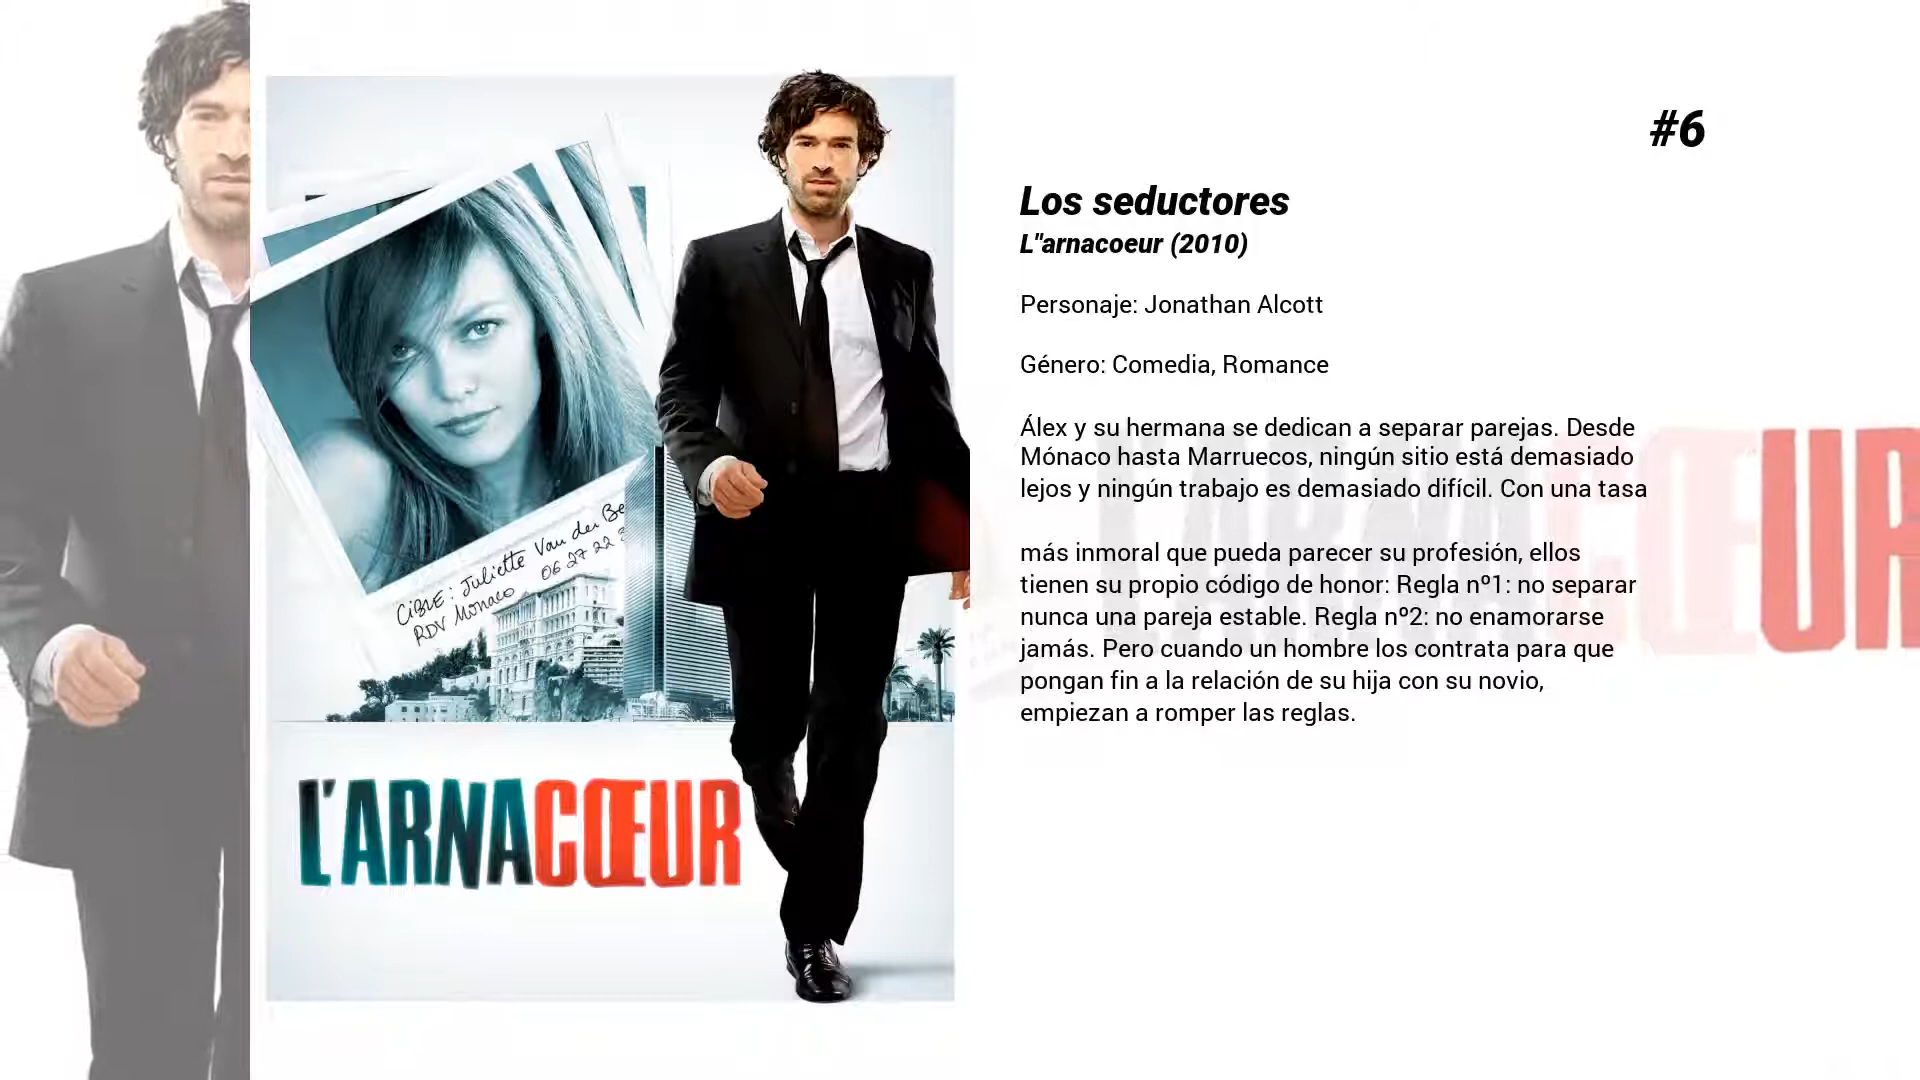 #6
Los seductores
L"arnacoeur (2010)
Personaje: Jonathan Alcott
Género: Comedia, Romance
Álex y su hermana se dedican a separar parejas. Desde
Mónaco hasta Marruecos, ningún sitio está demasiado
lejos y ningún trabajo es demasiado difícil. Con una tasa
más inmoral que pueda parecer su profesión, ellos
tienen su propio código de honor: Regla nº1: no separar
nunca una pareja estable. Regla nº2: no enamorarse
jamás. Pero cuando un hombre los contrata para que
pongan fin a la relación de su hija con su novio,
empiezan a romper las reglas.
CIBLE: Juliette Van der Be
RDV Monaco 06 27 22
L'ARNACŒUR
L'ARNACŒUR